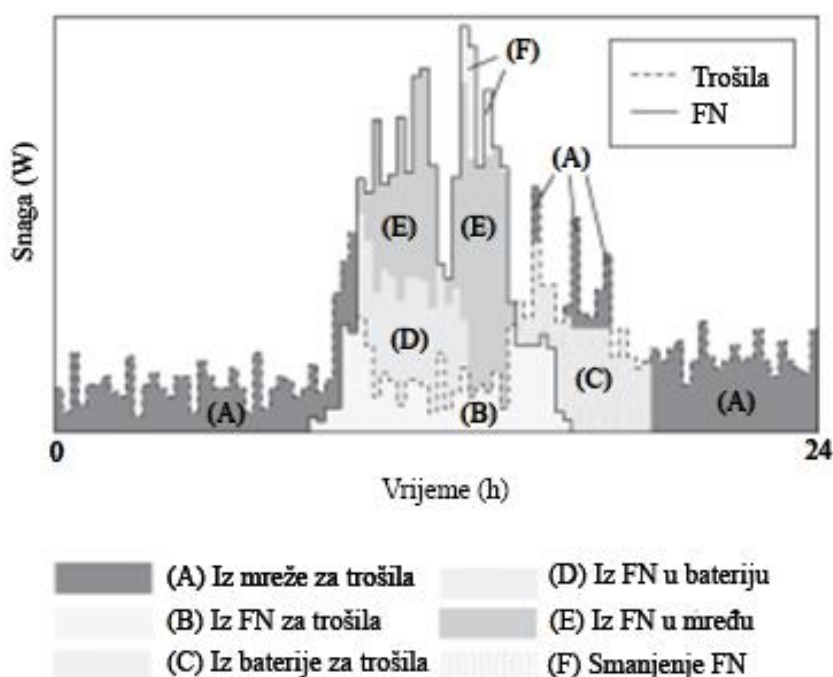 (F)
Trošila
FN
Snaga (W)
(A)
(E)
(E)
(D)
(C)
(A)
(B)
(A)
0
24
Vrijeme (h)
(A) Iz mreže za trošila
(D) Iz FN u bateriju
(B) Iz FN za trošila
(E) Iz FN u mređu
(C) Iz baterije za trošila
(F) Smanjenje FN